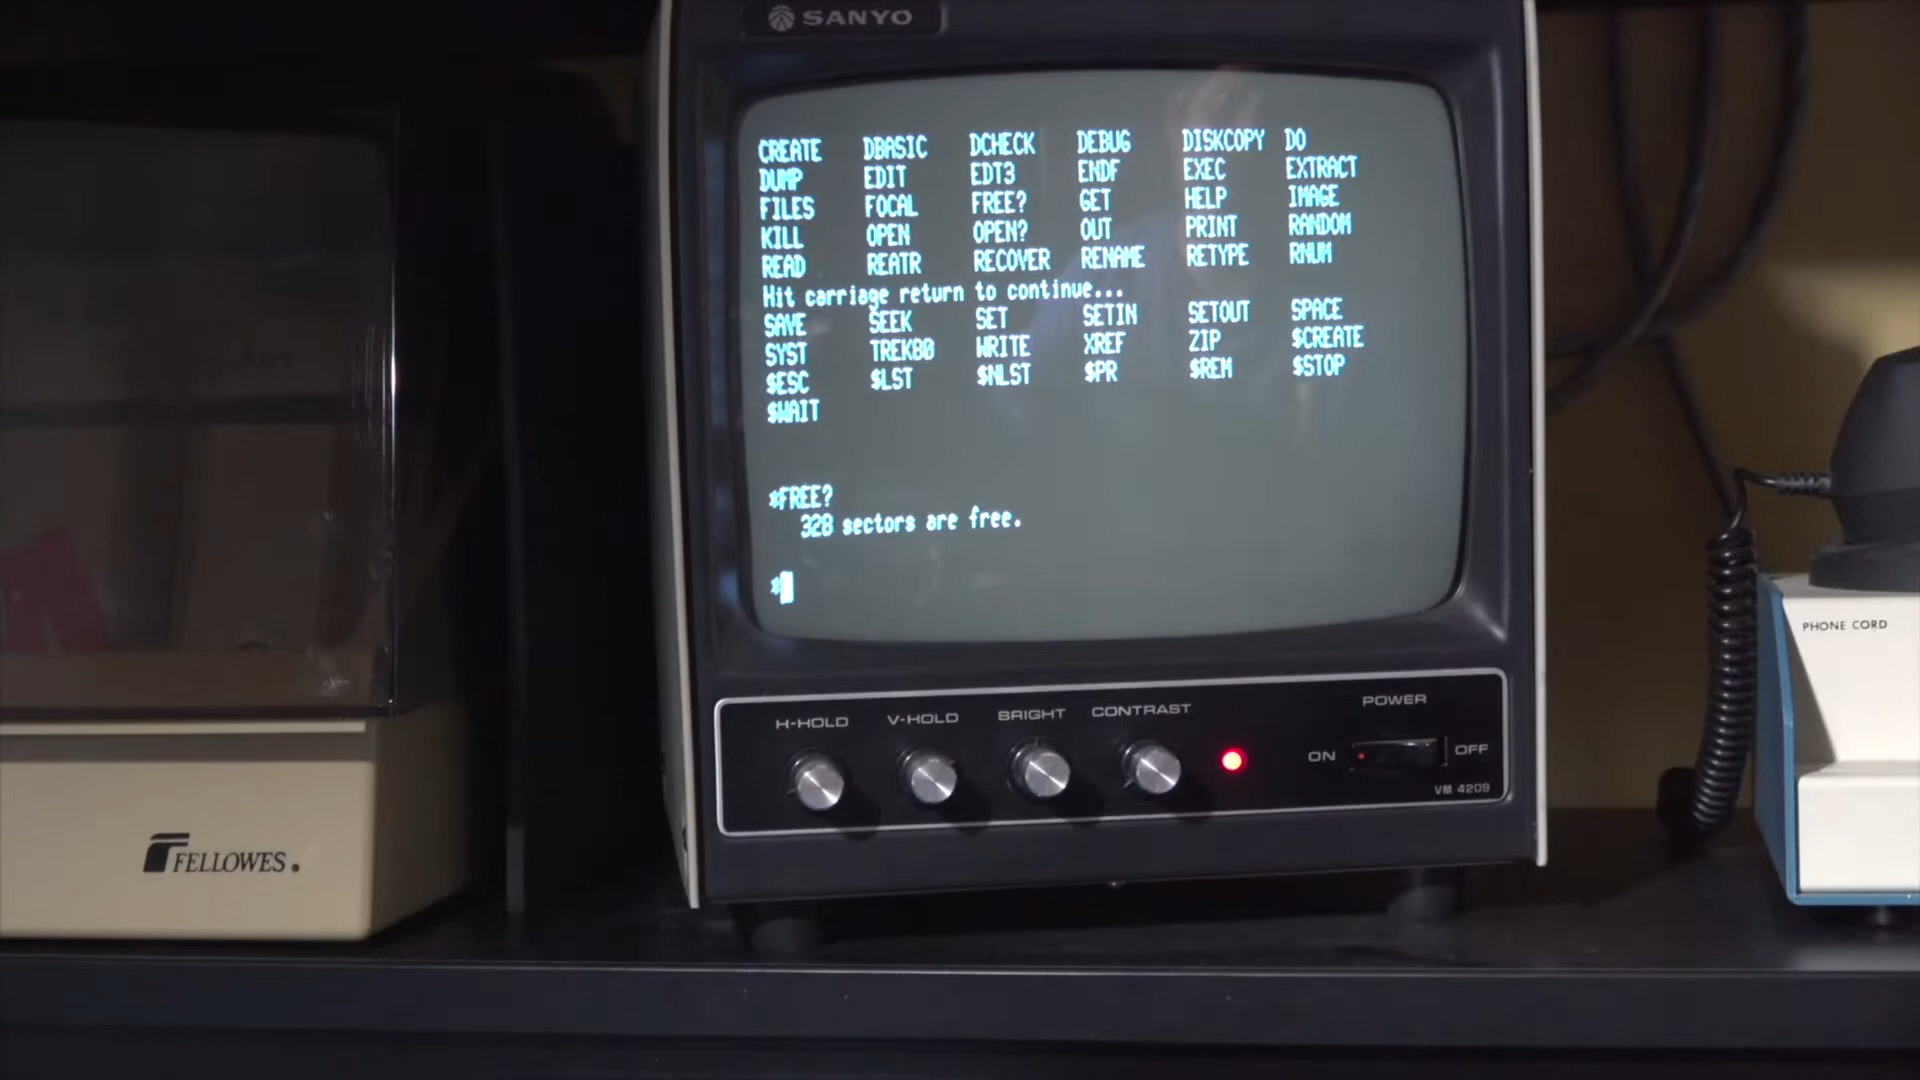 SANYO
CREATE DBASIC DCHECK DEBUG DISKCOPY DO
DUMP EDIT EDT3 ENDF EXEC EXTRACT
FILES FOCAL FREE? GET HELP IMAGE
KILL OPEN OPEN? OUT PRINT RANDOM
READ REATR RECOVER RENAME RETYPE RNUM
Hit carriage return to continue...
SAVE SEEK SET SETIN SETOUT SPACE
SYST TREK80 WRITE XREF ZIP $CREATE
$ESC $LST $NLST $PR $REM $STOP
$WAIT
*FREE?
328 sectors are free.
*
H-HOLD V-HOLD BRIGHT CONTRAST POWER
ON OFF
VM 4209
FELLOWES.
PHONE CORD